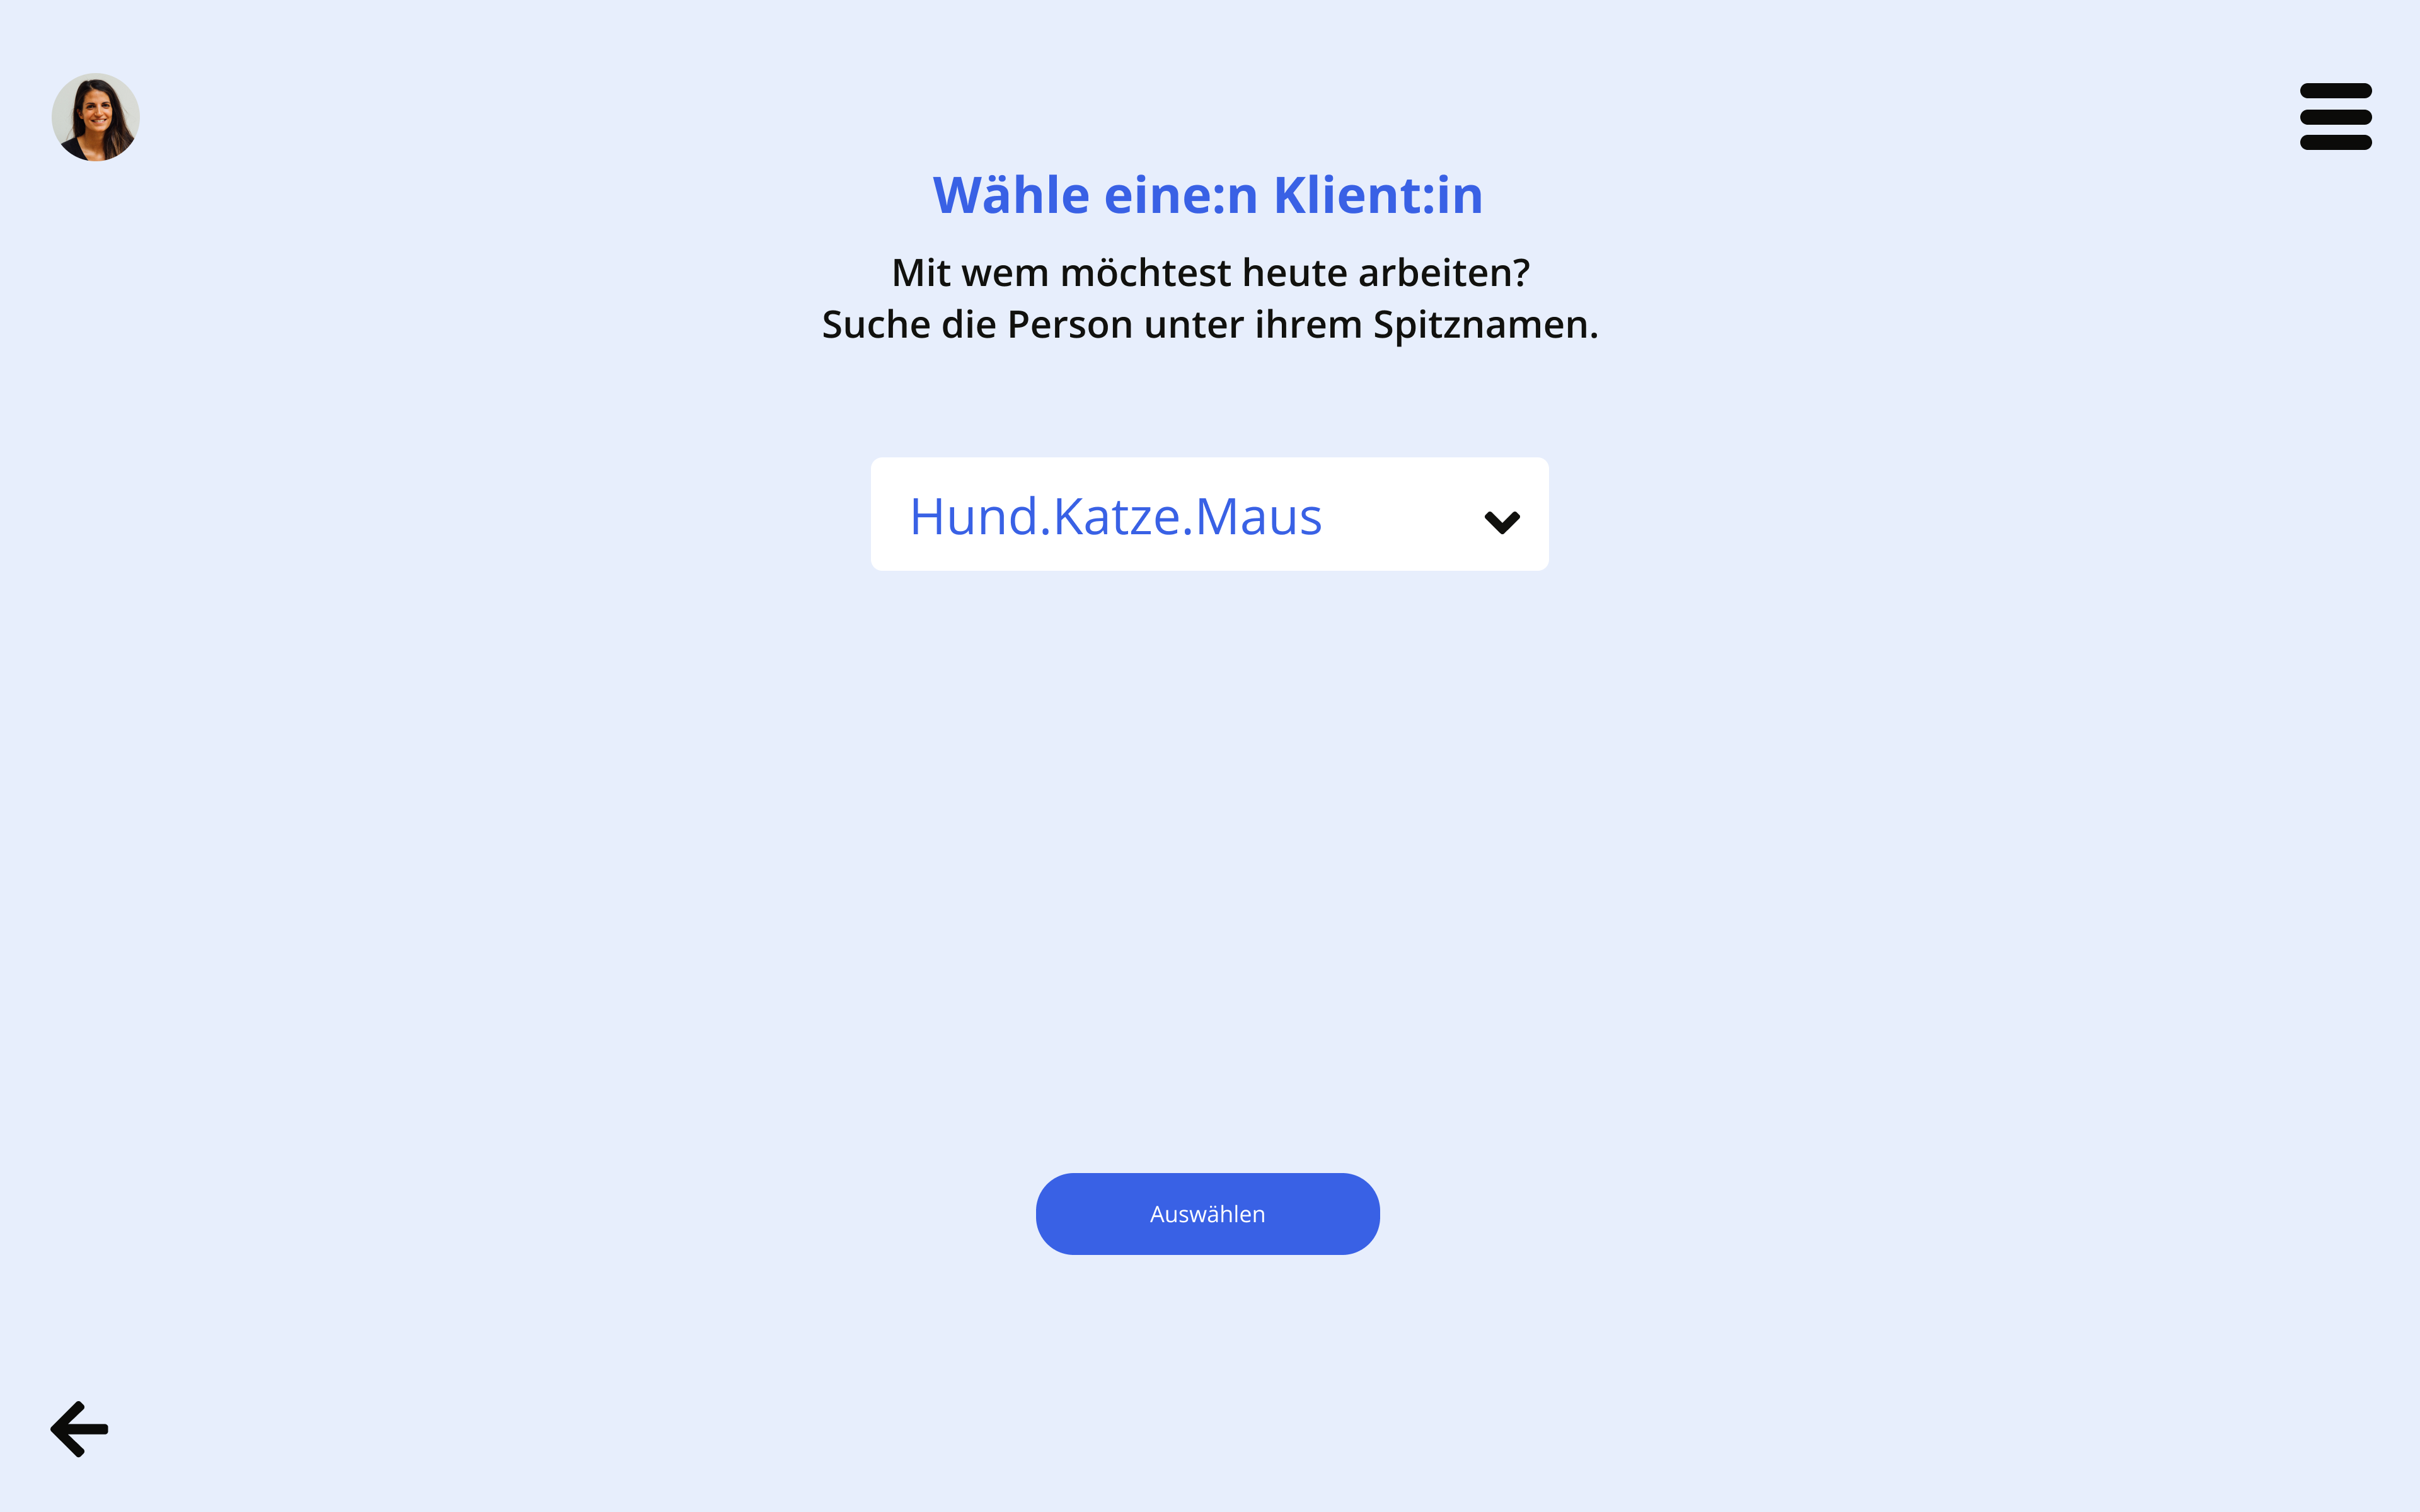 Wähle eine:n Klient:in
Mit wem möchtest heute arbeiten?
Suche die Person unter ihrem Spitznamen.
Hund.Katze.Maus
Auswählen